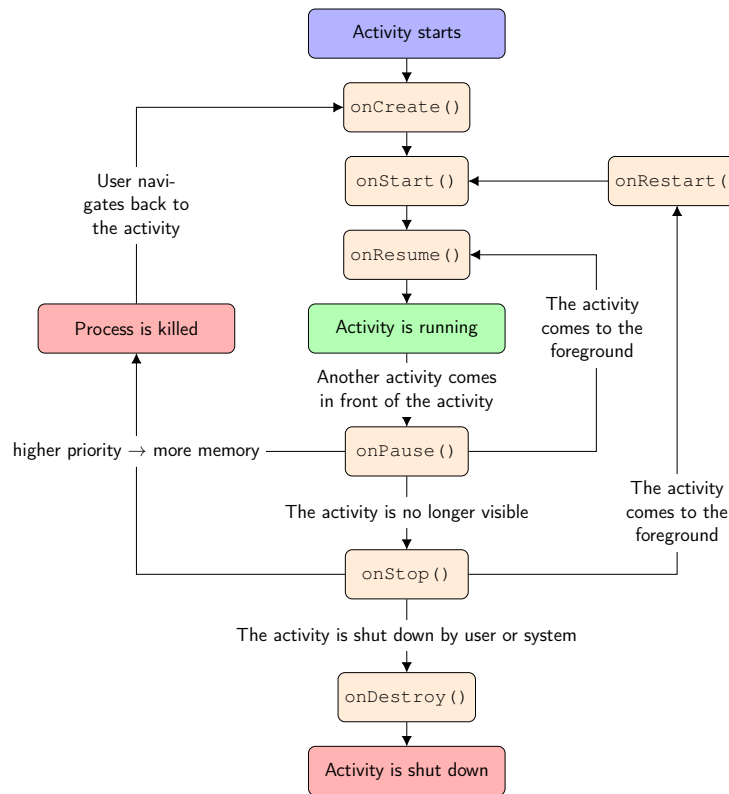 Activity starts
onCreate()
User navi-
gates back to
the activity
onStart()
onRestart(
onResume()
The activity
comes to the
foreground
Process is killed
Activity is running
Another activity comes
in front of the activity
higher priority → more memory
onPause()
The activity is no longer visible
The activity
comes to the
foreground
onStop()
The activity is shut down by user or system
onDestroy()
Activity is shut down